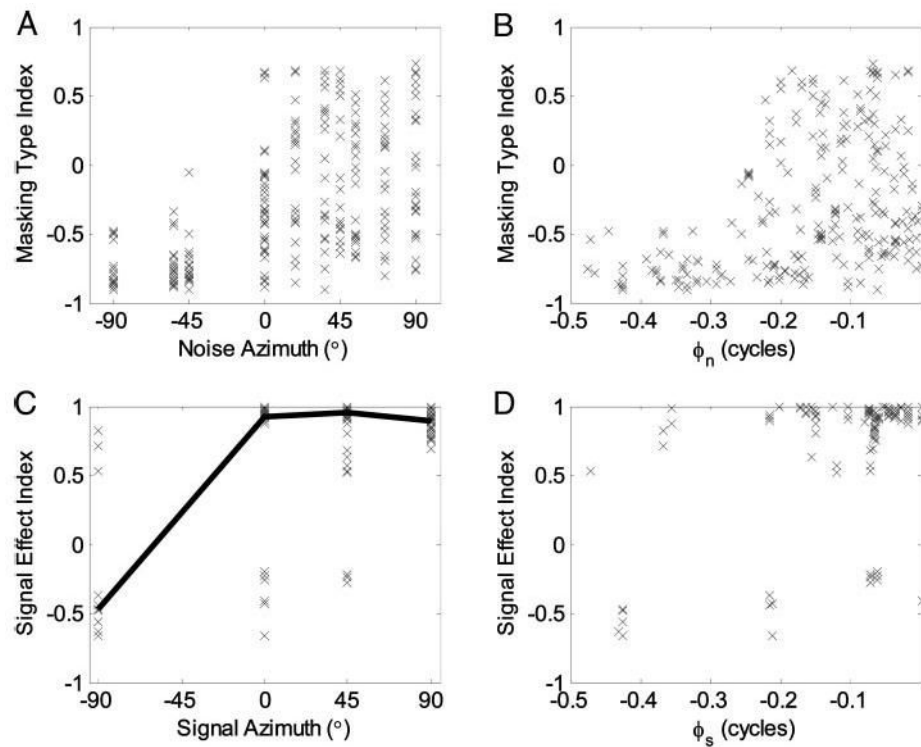 A
B
Masking Type Index
1
0.5
0
-0.5
-1
-90 -45 0 45 90
Noise Azimuth (°)
Masking Type Index
1
0.5
0
-0.5
-1
-0.5 -0.4 -0.3 -0.2 -0.1
ϕn (cycles)
C
D
Signal Effect Index
1
0.5
0
-0.5
-1
-90 -45 0 45 90
Signal Azimuth (°)
Signal Effect Index
1
0.5
0
-0.5
-1
-0.5 -0.4 -0.3 -0.2 -0.1
ϕs (cycles)